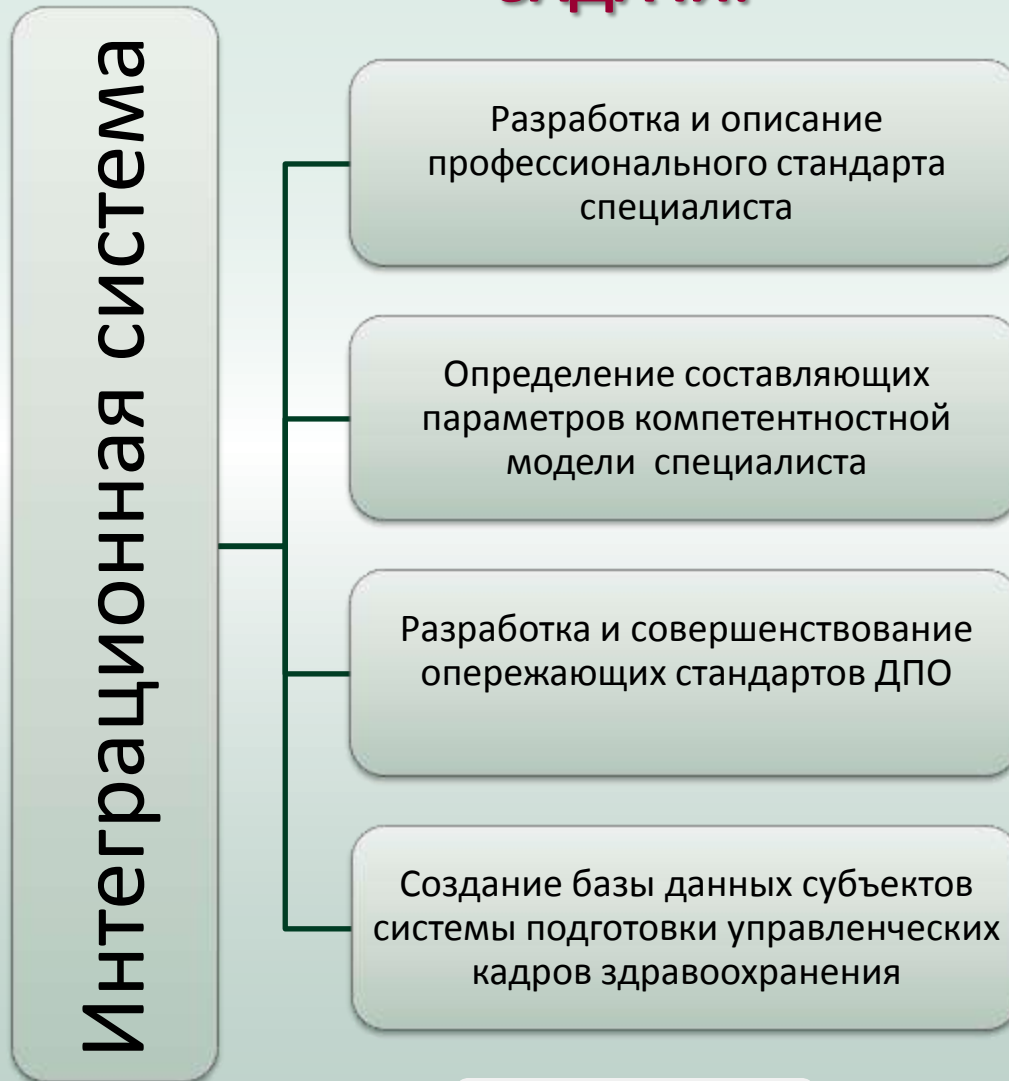 ЗАДАЧИ:
Интеграционная система
Разработка и описание
профессионального стандарта
специалиста
Определение составляющих
параметров компетентностной
модели специалиста
Разработка и совершенствование
опережающих стандартов ДПО
Создание базы данных субъектов
системы подготовки управленческих
кадров здравоохранения